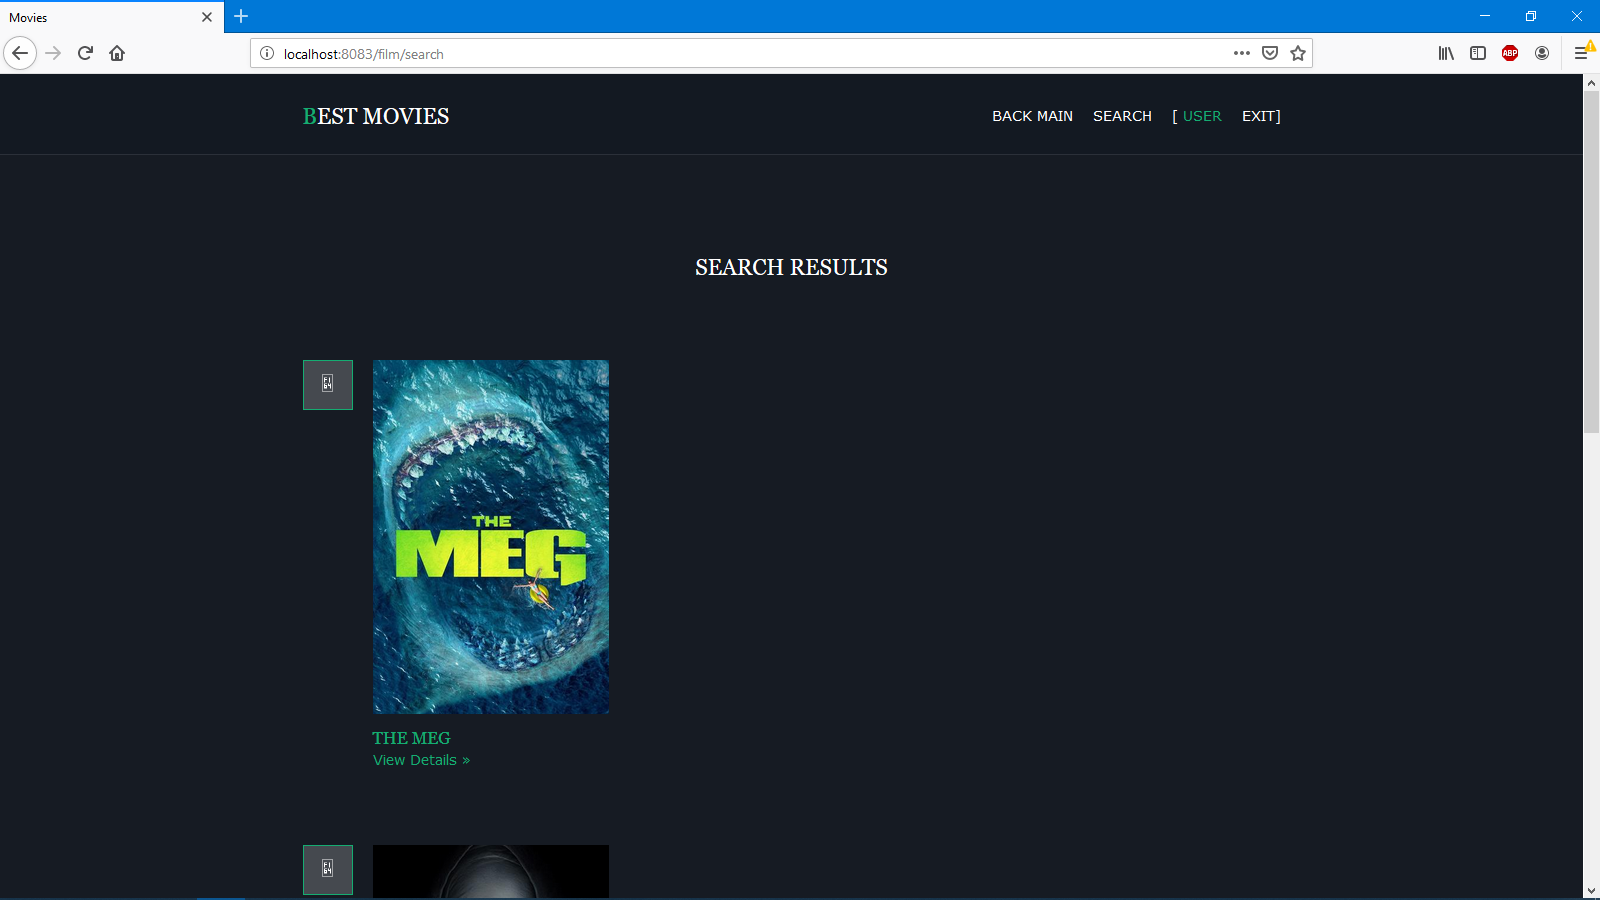 Movies
localhost:8083/film/search
ABP
BEST MOVIES
BACK MAIN SEARCH [ USER EXIT]
SEARCH RESULTS
THE
MEG
THE MEG
View Details »